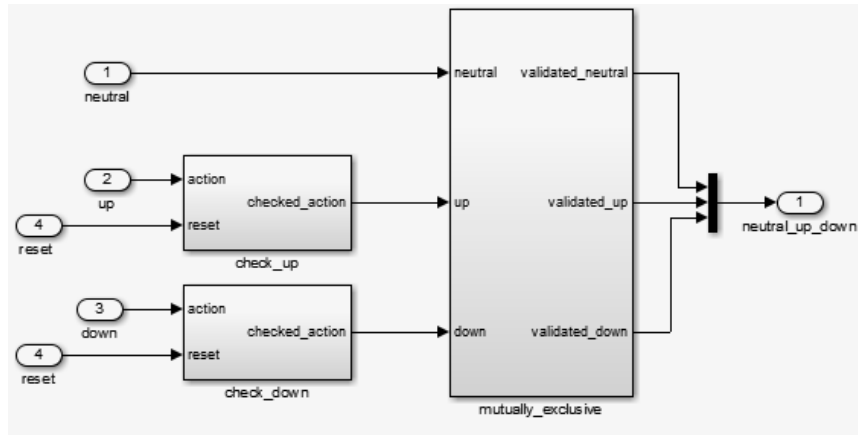 1
neutral
2
up
4
reset
action
reset
checked_action
check_up
3
down
4
reset
action
reset
checked_action
check_down
neutral
up
down
validated_neutral
validated_up
validated_down
mutually_exclusive
1
neutral_up_down